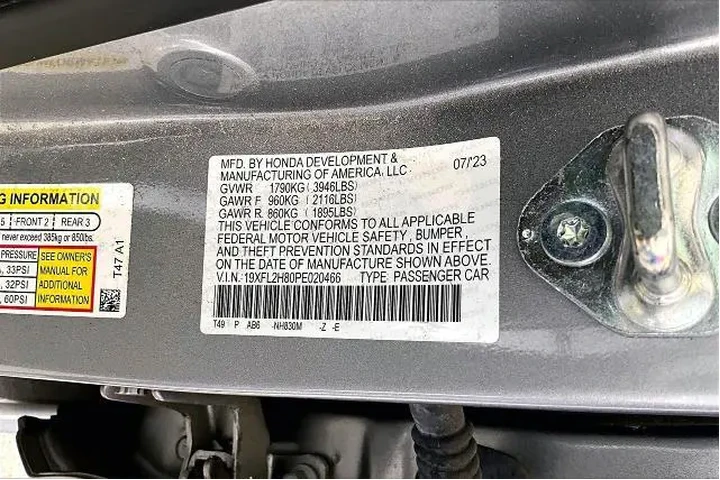 G INFORMATION
5 FRONT 2 REAR 3
never exceed 385kg or 850lbs.
PRESSURE
33PSI
32PSI
60PSI
SEE OWNER'S
MANUAL FOR
ADDITIONAL
INFORMATION
T47 A1
MFD. BY HONDA DEVELOPMENT & 07/'23
MANUFACTURING OF AMERICA, LLC
GVWR 1790KG ( 3946LBS)
GAWR F 960KG ( 2116LBS)
GAWR R. 860KG ( 1895LBS)
THIS VEHICLE CONFORMS TO ALL APPLICABLE
FEDERAL MOTOR VEHICLE SAFETY, BUMPER,
AND THEFT PREVENTION STANDARDS IN EFFECT
ON THE DATE OF MANUFACTURE SHOWN ABOVE.
V.I.N.:19XFL2H80PE020466 TYPE PASSENGER CAR
T49 P AB6 -NH830M -Z -E